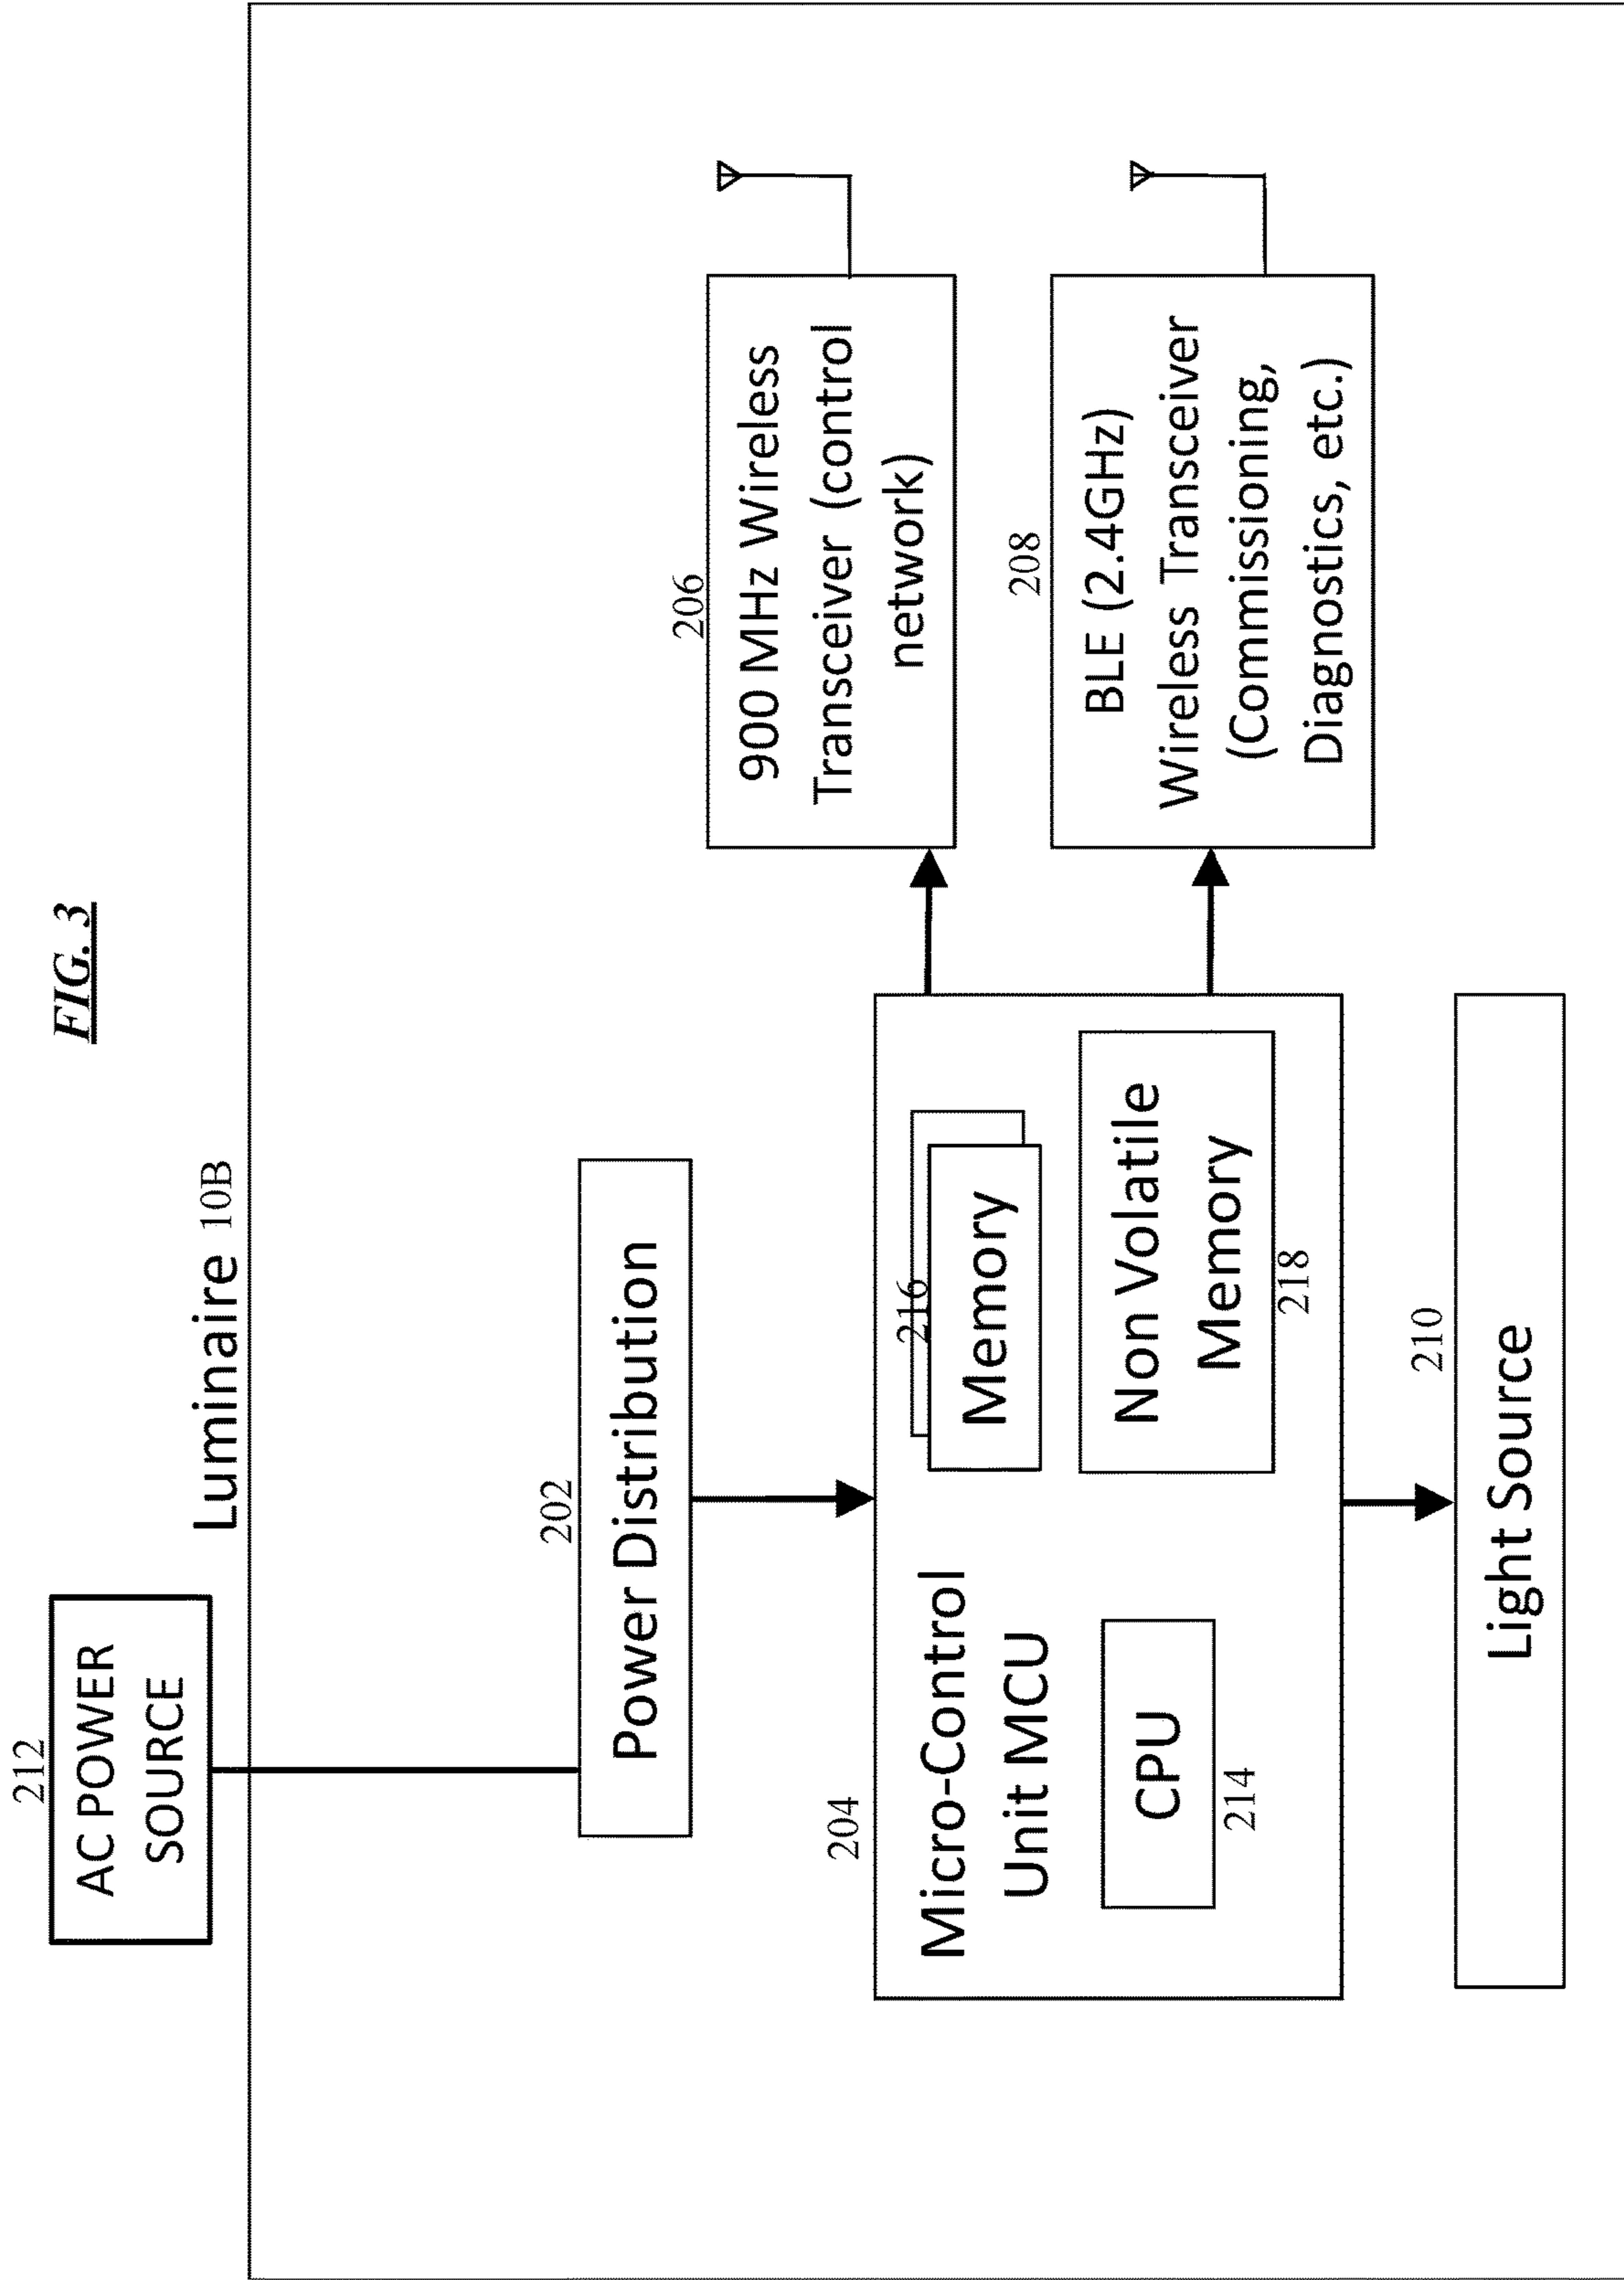 FIG. 3
212
AC POWER
SOURCE
Luminaire 10B
202
Power Distribution
204
Micro-Control
Unit MCU
CPU
214
216
Memory
Non Volatile
Memory
218
206
900 MHz Wireless
Transceiver (control
network)
208
BLE (2.4GHz)
Wireless Transceiver
(Commissioning,
Diagnostics, etc.)
210
Light Source